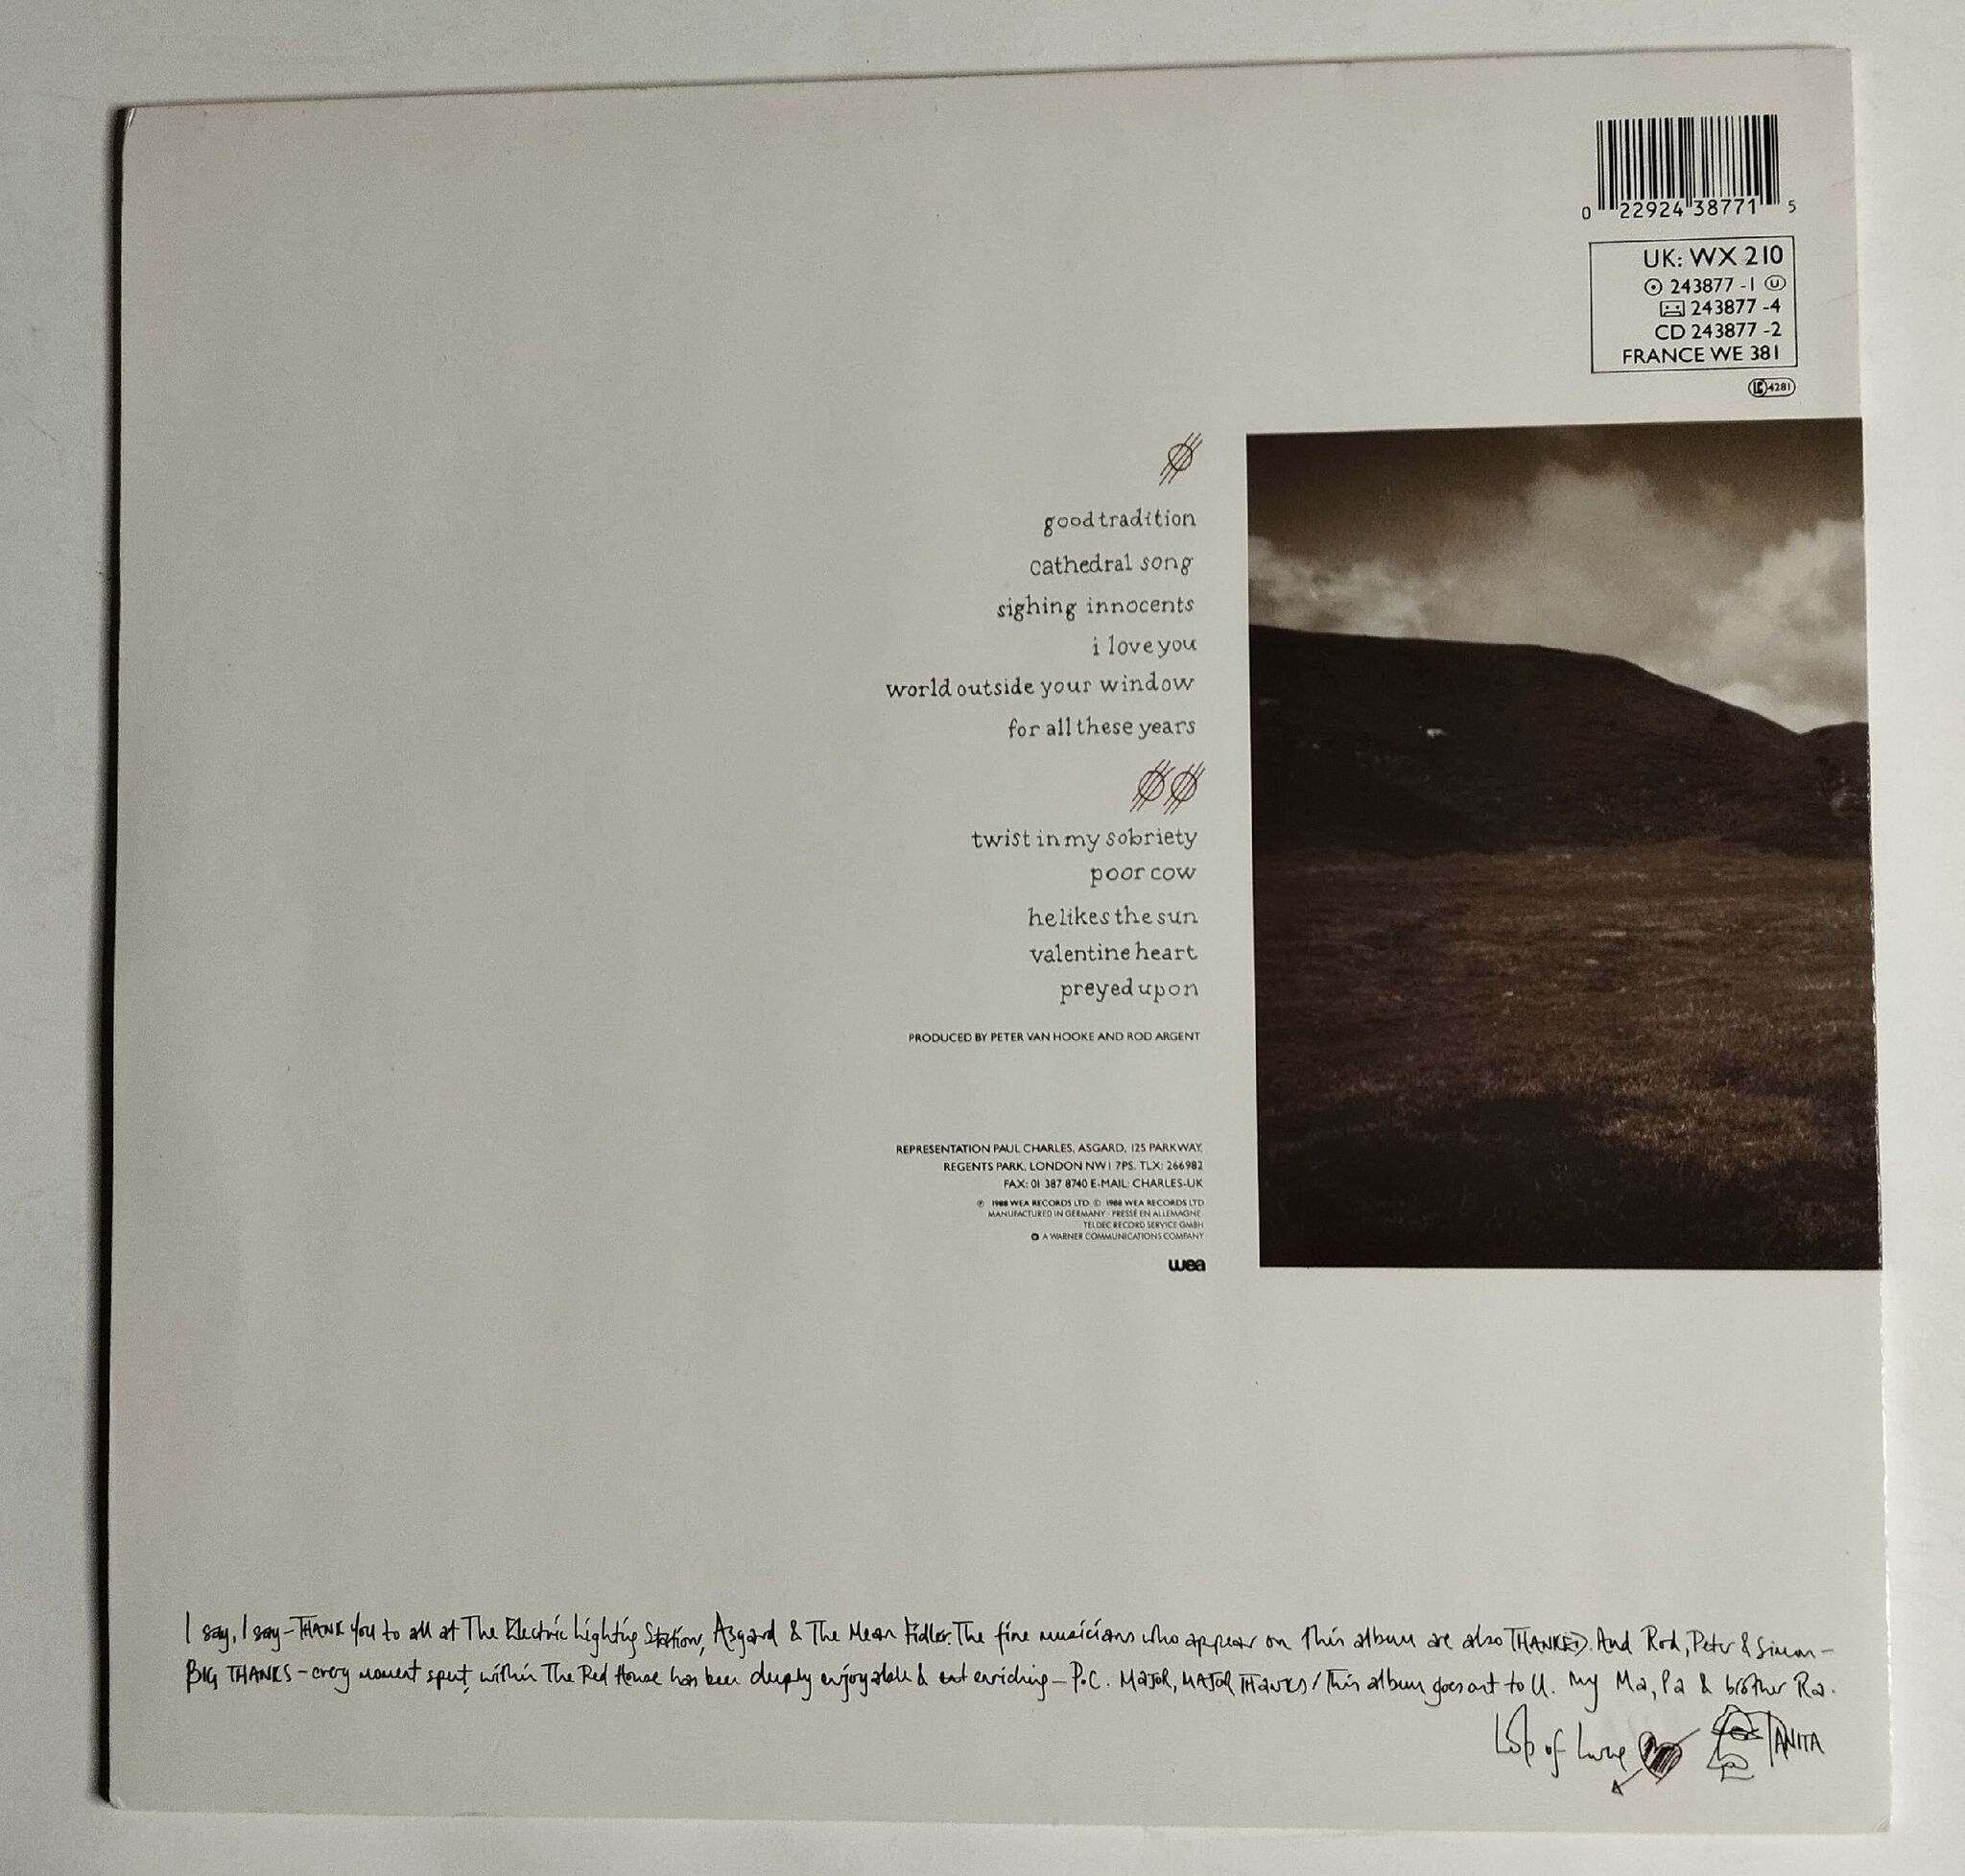 0 22924 38771 5
UK: WX 210
243877 -1 U
243877 -4
CD 243877 -2
FRANCE WE 381
LC 4281
good tradition
cathedral song
sighing innocents
i love you
world outside your window
for all these years
twist in my sobriety
poor cow
he likes the sun
valentine heart
preyed upon
PRODUCED BY PETER VAN HOOKE AND ROD ARGENT
REPRESENTATION PAUL CHARLES, ASGARD, 125 PARKWAY,
REGENTS PARK, LONDON NW1 7PS. TLX: 266982
FAX: 01 387 8740 E-MAIL: CHARLES-UK
℗ 1988 WEA RECORDS LTD © 1988 WEA RECORDS LTD
MANUFACTURED IN GERMANY · PRESSÉ EN ALLEMAGNE.
TELDEC RECORD SERVICE GMBH
A WARNER COMMUNICATIONS COMPANY
wea
I say, I say - THANK You to all at The Electric Lighting Station, Asgard & The Mean Fidler. The fine musicians who appear on This album are also THANKED. And Rod, Peter & Simon -
BIG THANKS - every moment spent, within The Red House has been deeply enjoyable & enriching - P.C. MAJOR, MAJOR THANKS / This album goes out to U. My Ma, Pa & brother Ra.
of Love TANITA